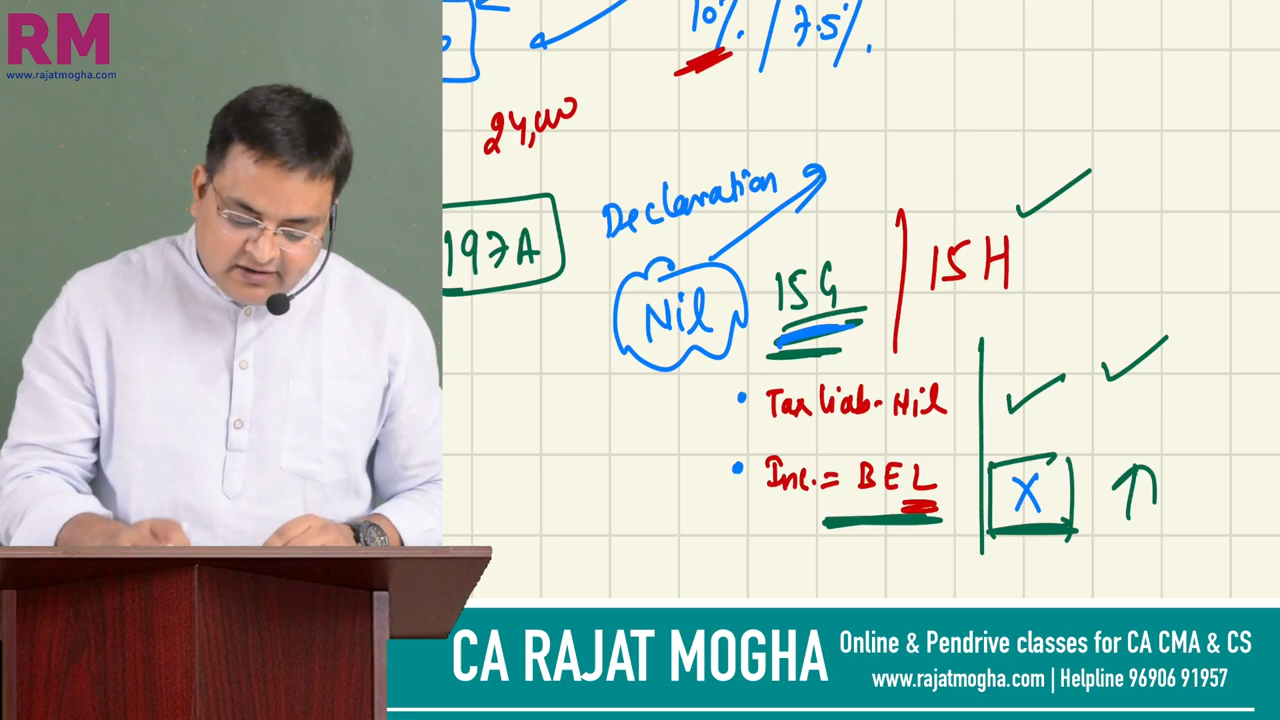 RM
www.rajatmogha.com
10% / 7.5%.
24,000
197A
Declaration
Nil
15G
15H
• Tax liab. Nil
• Inc. = BEL
X
CA RAJAT MOGHA
Online & Pendrive classes for CA CMA & CS
www.rajatmogha.com | Helpline 96906 91957